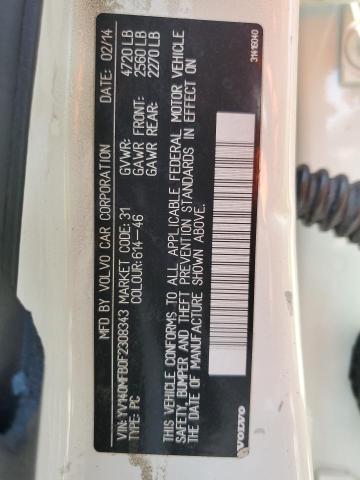 MFD BY VOLVO CAR CORPORATION DATE: 02/14
GVWR: 4720 LB
GAWR FRONT: 2560 LB
GAWR REAR: 2270 LB
VIN: YV140MFB0F2308343 MARKET CODE: 31
TYPE: PC COLOUR: 614-46
THIS VEHICLE CONFORMS TO ALL APPLICABLE FEDERAL MOTOR VEHICLE
SAFETY, BUMPER AND THEFT PREVENTION STANDARDS IN EFFECT ON
THE DATE OF MANUFACTURE SHOWN ABOVE.
VOLVO
31416040